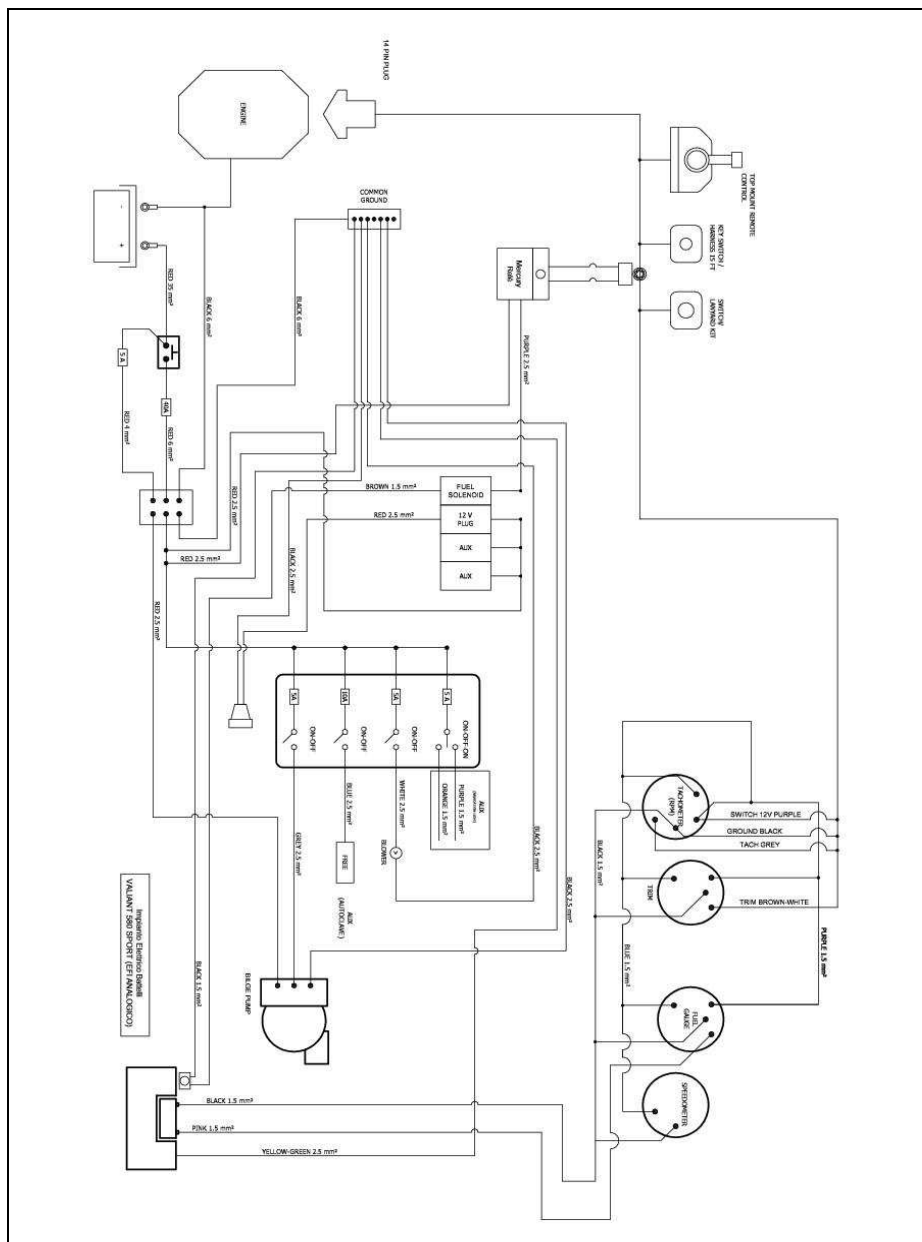 14 PIN PLUG
ENGINE
TOP MOUNT REMOTE
CONTROL
KEY SWITCH /
HARNESS 15 FT
SWITCH/
LANYARD KIT
COMMON
GROUND
Mercury
Relè
-
+
RED 35 mm²
BLACK 6 mm²
BLACK 6 mm²
PURPLE 2.5 mm²
5 A
40A
RED 4 mm²
RED 6 mm²
RED 2.5 mm²
BROWN 1.5 mm²
FUEL
SOLENOID
RED 2.5 mm²
12 V
PLUG
AUX
AUX
RED 2.5 mm²
BLACK 2.5 mm²
RED 2.5 mm²
5A
10A
5A
5 A
ON-OFF
ON-OFF
ON-OFF
ON-OFF-ON
GREY 2.5 mm²
BLUE 2.5 mm²
WHITE 2.5 mm²
ORANGE 1.5 mm²
PURPLE 1.5 mm²
AUX
FREE
BLOWER
AUX
(AUTOCLAVE)
BLACK 2.5 mm²
BLACK 2.5 mm²
BILGE PUMP
TACHOMETER
(RPM)
SWITCH 12V PURPLE
GROUND BLACK
TACH GREY
TRIM
TRIM BROWN-WHITE
BLACK 1.5 mm²
BLUE 1.5 mm²
PURPLE 1.5 mm²
FUEL
GAUGE
SPEEDOMETER
Impianto Elettrico Battelli
VALIANT 580 SPORT (EFI ANALOGICO)
BLACK 1.5 mm²
BLACK 1.5 mm²
PINK 1.5 mm²
YELLOW-GREEN 2.5 mm²